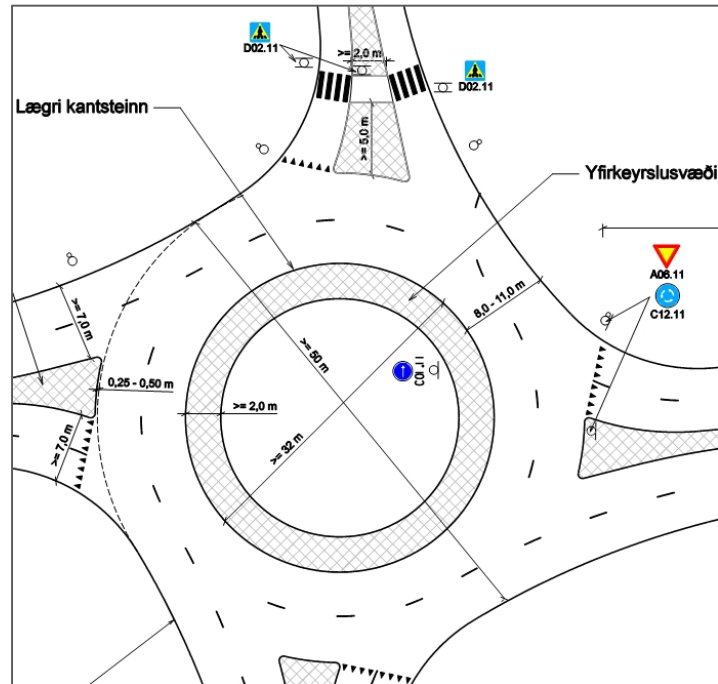 D02.11
>= 2,0 m
D02.11
Lægri kantsteinn
>= 5,0 m
Yfirkeyrslusvæði
A06.11
C12.11
8,0 - 11,0 m
>= 7,0 m
>= 50 m
C01.11
0,25 - 0,50 m
>= 2,0 m
>= 7,0 m
>= 32 m